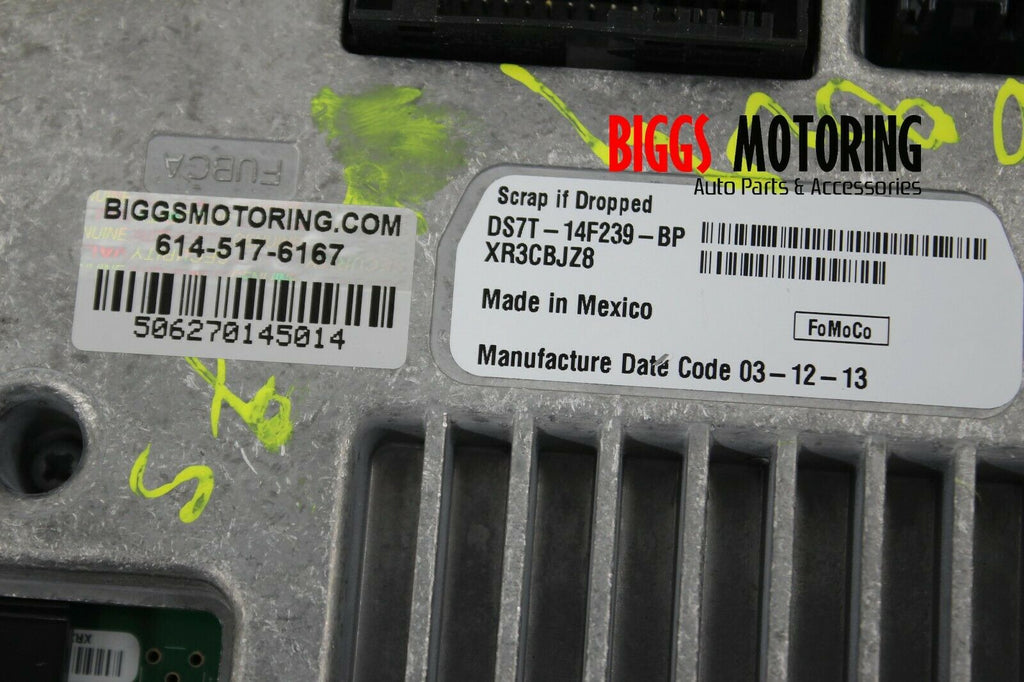 BIGGS MOTORING
Auto Parts & Accessories
FUBCA
BIGGSMOTORING.COM
614-517-6167
506270145014
Scrap if Dropped
DS7T-14F239-BP
XR3CBJZ8
Made in Mexico
FoMoCo
Manufacture Date Code 03-12-13